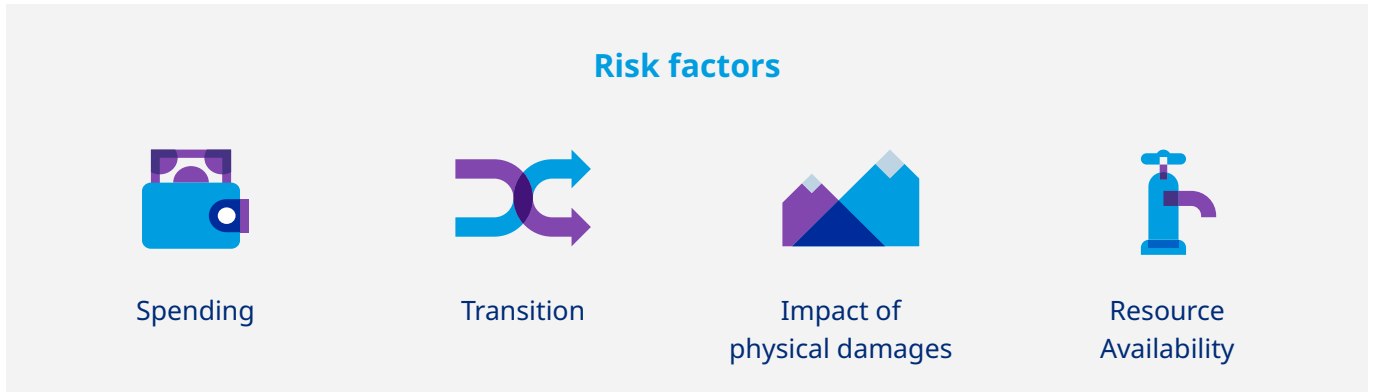 Risk factors
Spending
Transition
Impact of
physical damages
Resource
Availability